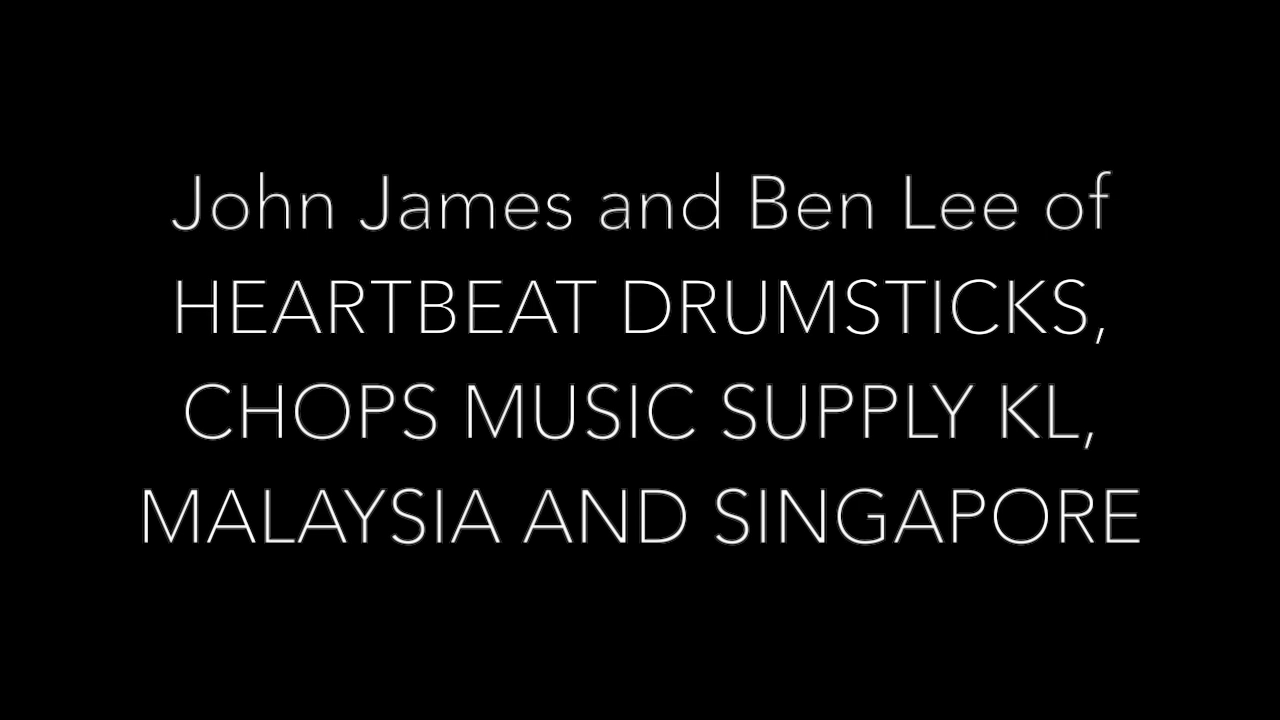 John James and Ben Lee of
HEARTBEAT DRUMSTICKS,
CHOPS MUSIC SUPPLY KL,
MALAYSIA AND SINGAPORE